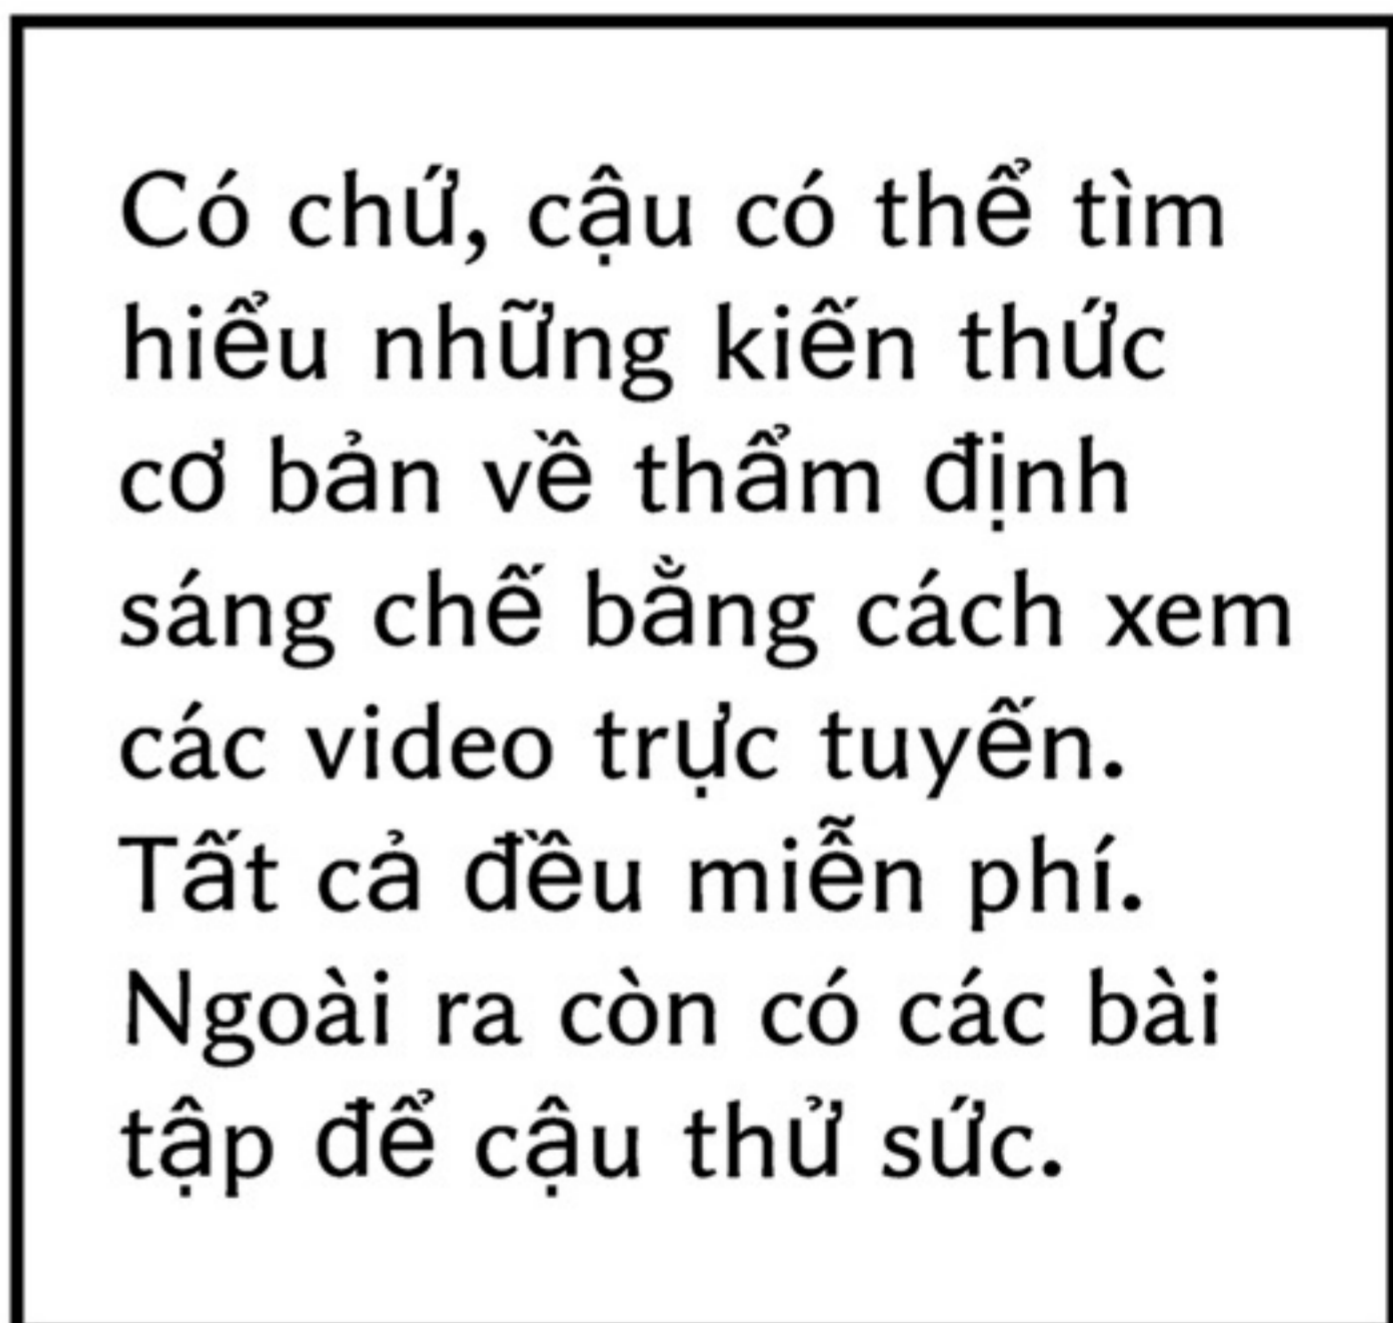 Có chứ, cậu có thể tìm
hiểu những kiến thức
cơ bản về thẩm định
sáng chế bằng cách xem
các video trực tuyến.
Tất cả đều miễn phí.
Ngoài ra còn có các bài
tập để cậu thử sức.